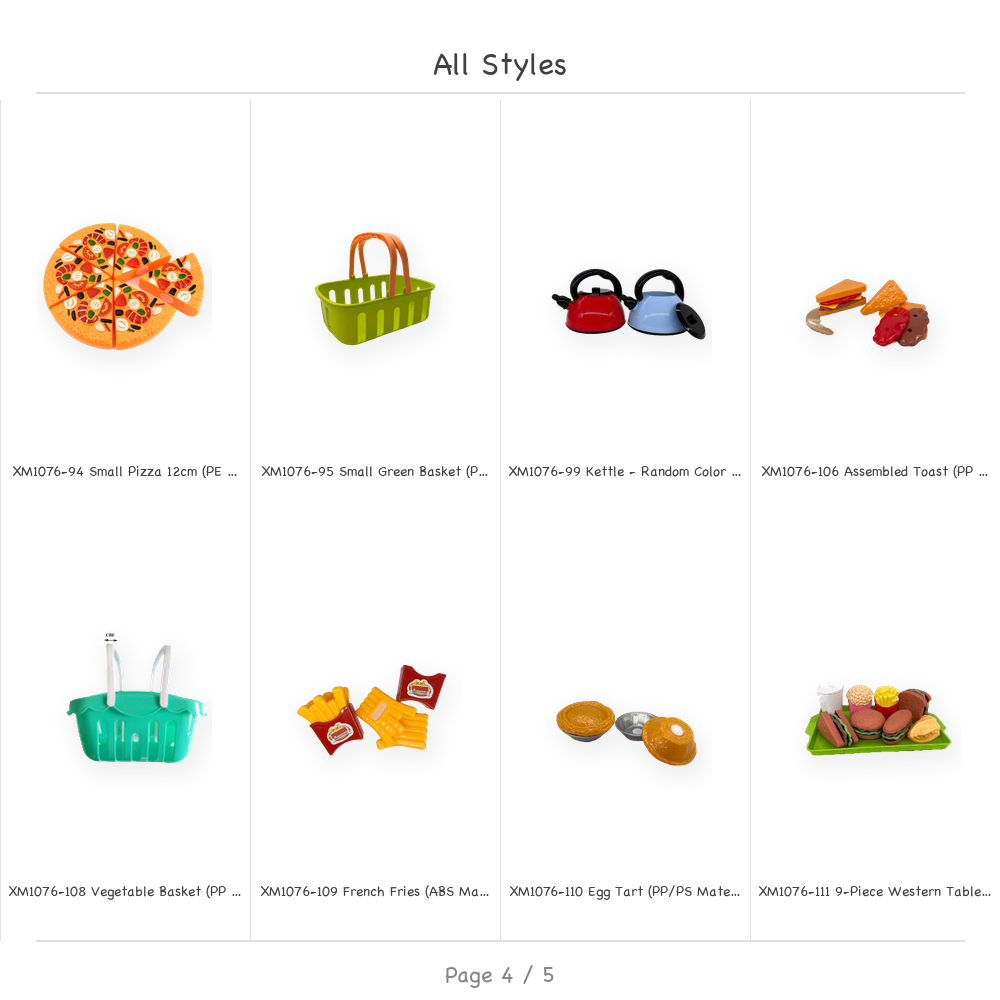 All Styles
XM1076-94 Small Pizza 12cm (PE ...
XM1076-95 Small Green Basket (P...
XM1076-99 Kettle - Random Color ...
XM1076-106 Assembled Toast (PP ...
XM1076-108 Vegetable Basket (PP ...
XM1076-109 French Fries (ABS Ma...
XM1076-110 Egg Tart (PP/PS Mate...
XM1076-111 9-Piece Western Table...
Page 4 / 5